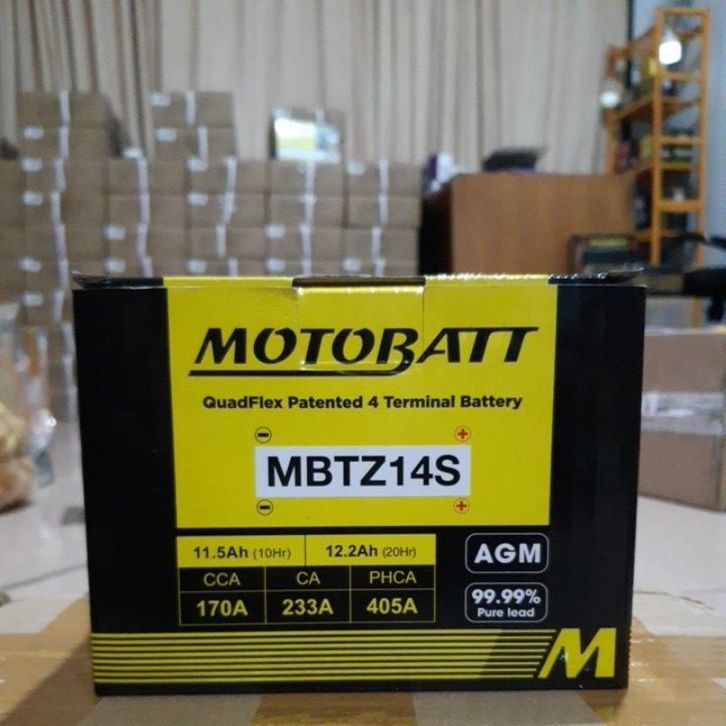 MOTOBATT
QuadFlex Patented 4 Terminal Battery
MBTZ14S
11.5Ah (10Hr) 12.2Ah (20Hr)
CCA CA PHCA
170A 233A 405A
AGM
99.99%
Pure lead
M